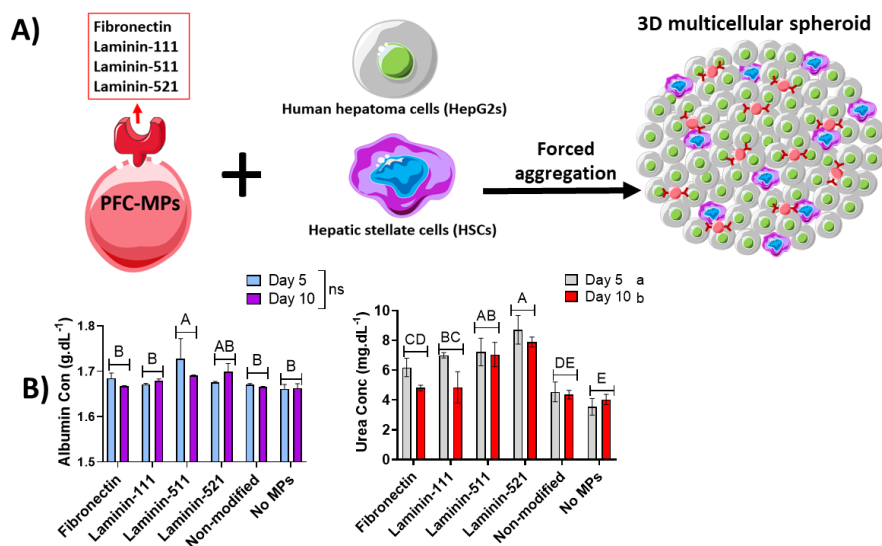 A)
Fibronectin
Laminin-111
Laminin-511
Laminin-521
PFC-MPs
+
Human hepatoma cells (HepG2s)
Hepatic stellate cells (HSCs)
Forced
aggregation
3D multicellular spheroid
B)
Day 5
Day 10
ns
Albumin Con (g.dL⁻¹)
1.8
1.7
1.6
1.5
B
B
A
AB
B
B
Fibronectin
Laminin-111
Laminin-511
Laminin-521
Non-modified
No MPs
Day 5 a
Day 10 b
Urea Conc (mg.dL⁻¹)
10
8
6
4
2
0
CD
BC
AB
A
DE
E
Fibronectin
Laminin-111
Laminin-511
Laminin-521
Non-modified
No MPs